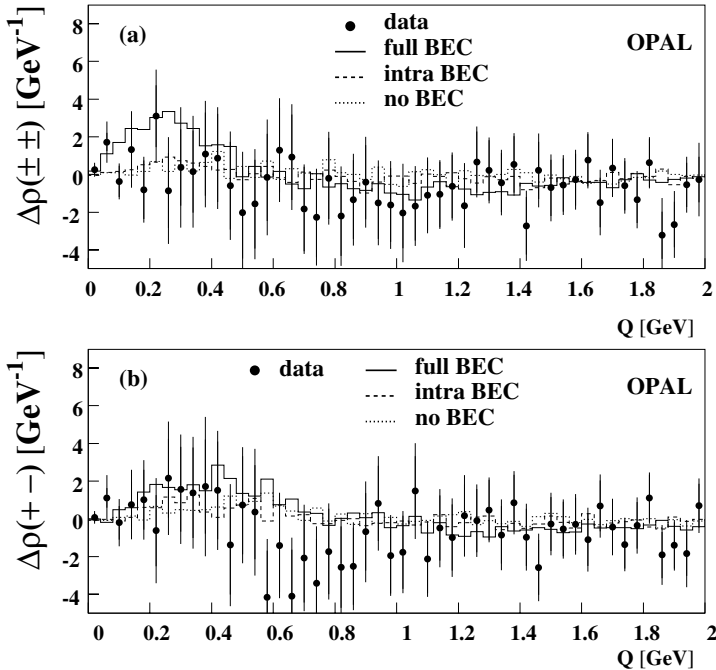 Δρ(± ±) [GeV⁻¹]
(a)
data
full BEC
intra BEC
no BEC
OPAL
8
6
4
2
0
-2
-4
0 0.2 0.4 0.6 0.8 1 1.2 1.4 1.6 1.8 2
Q [GeV]
Δρ(+ −) [GeV⁻¹]
(b)
data
full BEC
intra BEC
no BEC
OPAL
8
6
4
2
0
-2
-4
0 0.2 0.4 0.6 0.8 1 1.2 1.4 1.6 1.8 2
Q [GeV]